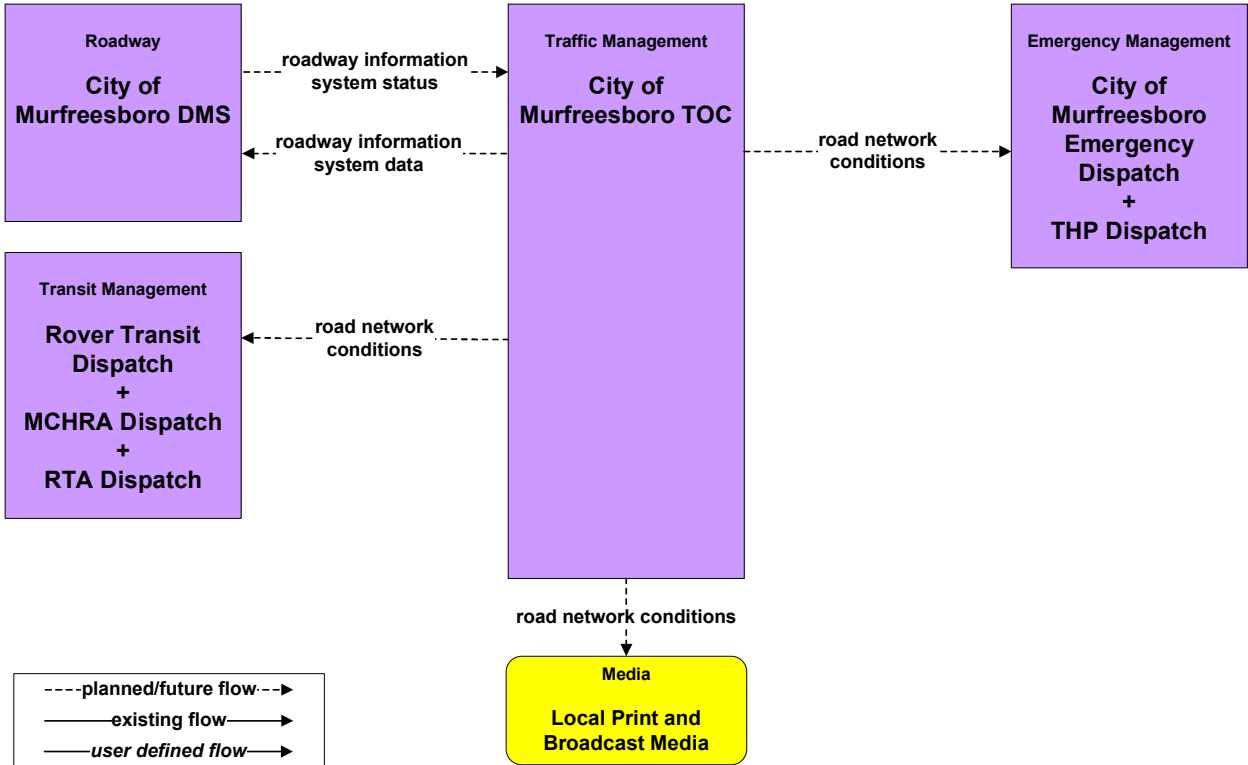 Roadway
City of
Murfreesboro DMS
roadway information
system status
roadway information
system data
Traffic Management
City of
Murfreesboro TOC
road network
conditions
Emergency Management
City of
Murfreesboro
Emergency
Dispatch
+
THP Dispatch
Transit Management
Rover Transit
Dispatch
+
MCHRA Dispatch
+
RTA Dispatch
road network
conditions
road network conditions
Media
Local Print and
Broadcast Media
planned/future flow
existing flow
user defined flow